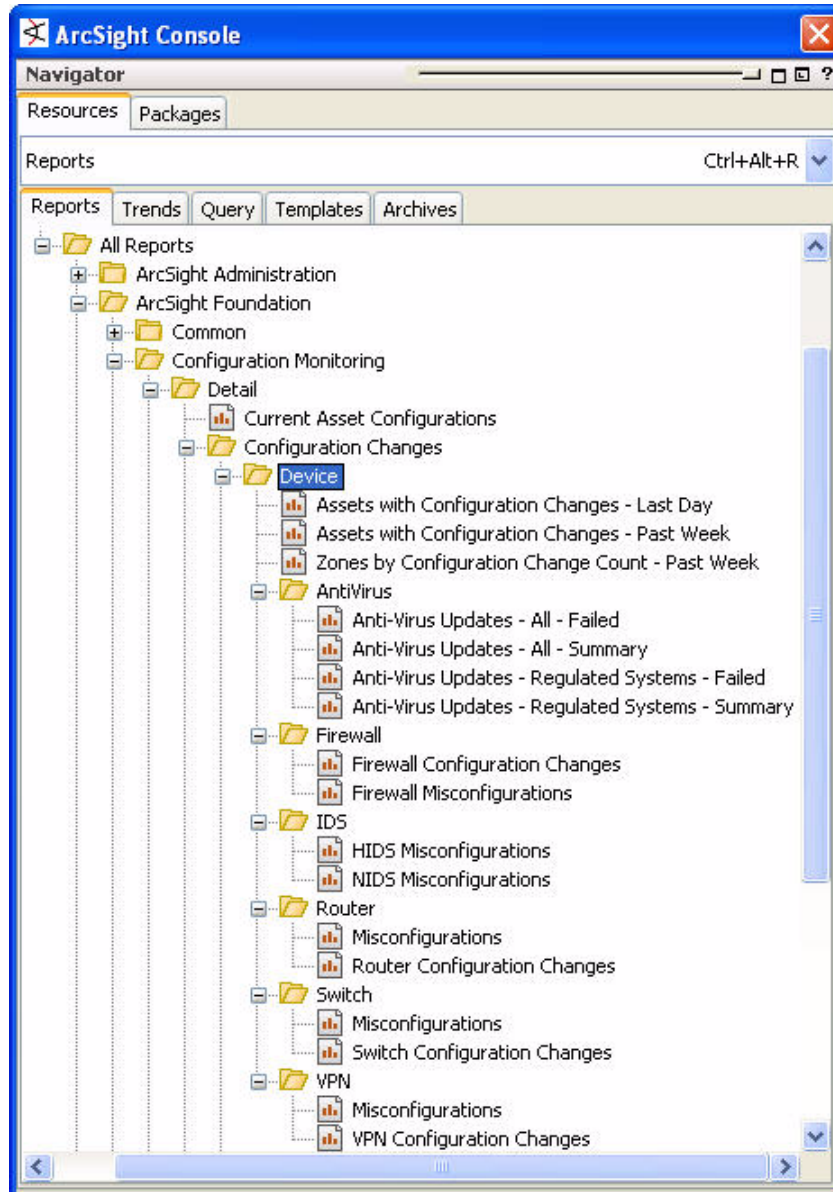 ArcSight Console
Navigator ?
Resources Packages
Reports Ctrl+Alt+R
Reports Trends Query Templates Archives
All Reports
ArcSight Administration
ArcSight Foundation
Common
Configuration Monitoring
Detail
Current Asset Configurations
Configuration Changes
Device
Assets with Configuration Changes - Last Day
Assets with Configuration Changes - Past Week
Zones by Configuration Change Count - Past Week
AntiVirus
Anti-Virus Updates - All - Failed
Anti-Virus Updates - All - Summary
Anti-Virus Updates - Regulated Systems - Failed
Anti-Virus Updates - Regulated Systems - Summary
Firewall
Firewall Configuration Changes
Firewall Misconfigurations
IDS
HIDS Misconfigurations
NIDS Misconfigurations
Router
Misconfigurations
Router Configuration Changes
Switch
Misconfigurations
Switch Configuration Changes
VPN
Misconfigurations
VPN Configuration Changes